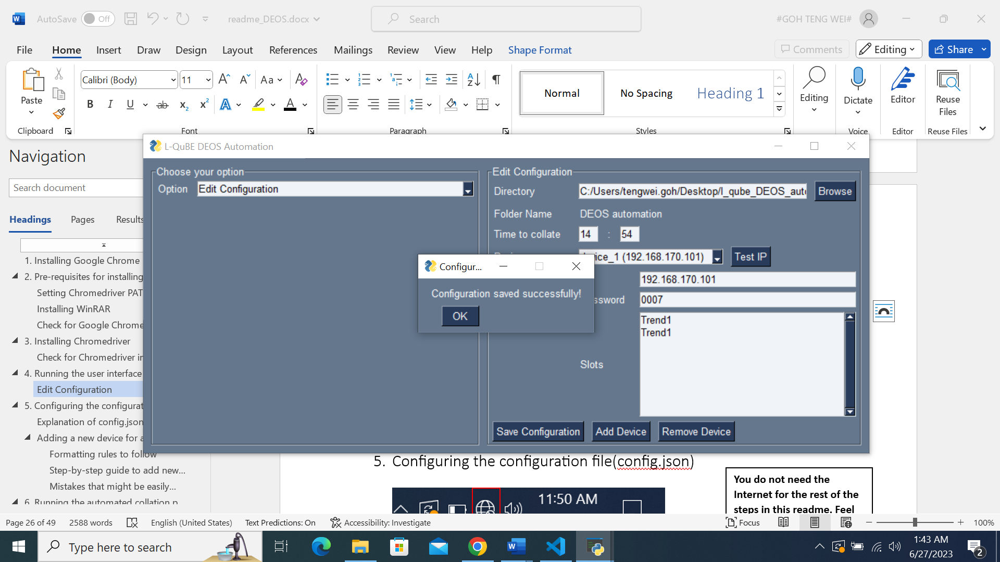 AutoSave Off
readme_DEOS.docx
Search
#GOH TENG WEI#
File Home Insert Draw Design Layout References Mailings Review View Help Shape Format
Comments Editing Share
Paste
Calibri (Body) 11
Normal No Spacing Heading 1
Editing
Dictate
Editor
Reuse
Files
Clipboard Font Paragraph Styles Voice Editor Reuse Files
Navigation
Search document
Headings Pages Results
1. Installing Google Chrome
2. Pre-requisites for installing
Setting Chromedriver PAT
Installing WinRAR
Check for Google Chrome
3. Installing Chromedriver
Check for Chromedriver in
4. Running the user interface
Edit Configuration
5. Configuring the configurat
Explanation of config.json
Adding a new device for a
Formatting rules to follow
Step-by-step guide to add new...
Mistakes that might be easily...
6. Running the automated collation p
L-QuBE DEOS Automation
Choose your option
Option Edit Configuration
Edit Configuration
Directory C:/Users/tengwei.goh/Desktop/l_qube_DEOS_auto Browse
Folder Name DEOS automation
Time to collate 14 : 54
vice_1 (192.168.170.101) Test IP
192.168.170.101
ssword 0007
Trend1
Trend1
Slots
Save Configuration Add Device Remove Device
Configur...
Configuration saved successfully!
OK
5. Configuring the configuration file(config.json)
11:50 AM
You do not need the
Internet for the rest of the
steps in this readme. Feel
Page 26 of 49 2588 words English (United States) Text Predictions: On Accessibility: Investigate Focus 100%
Type here to search
1:43 AM
6/27/2023
2